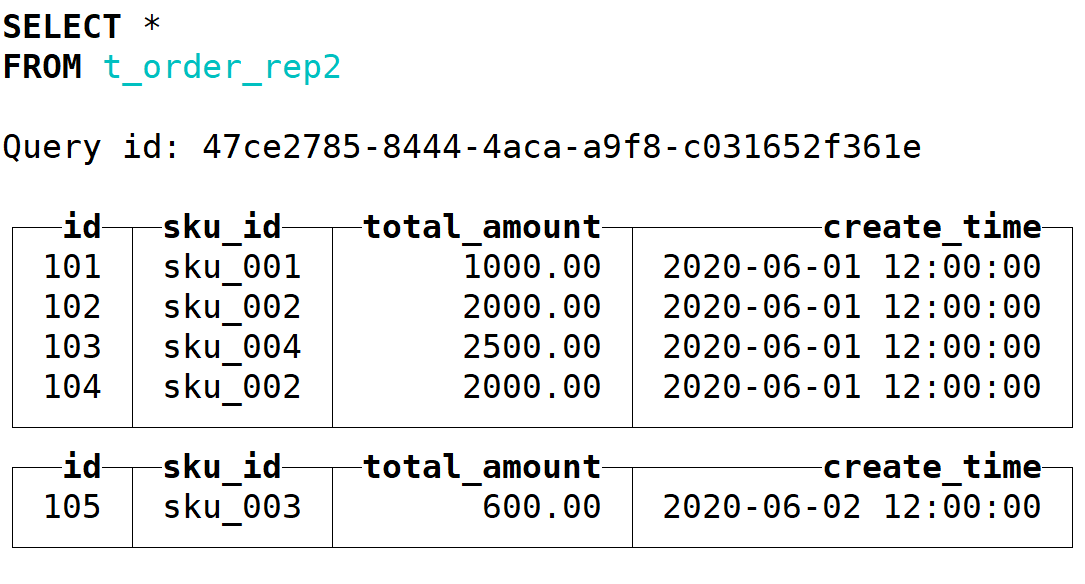 SELECT *
FROM t_order_rep2
Query id: 47ce2785-8444-4aca-a9f8-c031652f361e
id sku_id total_amount create_time
101 sku_001 1000.00 2020-06-01 12:00:00
102 sku_002 2000.00 2020-06-01 12:00:00
103 sku_004 2500.00 2020-06-01 12:00:00
104 sku_002 2000.00 2020-06-01 12:00:00
id sku_id total_amount create_time
105 sku_003 600.00 2020-06-02 12:00:00